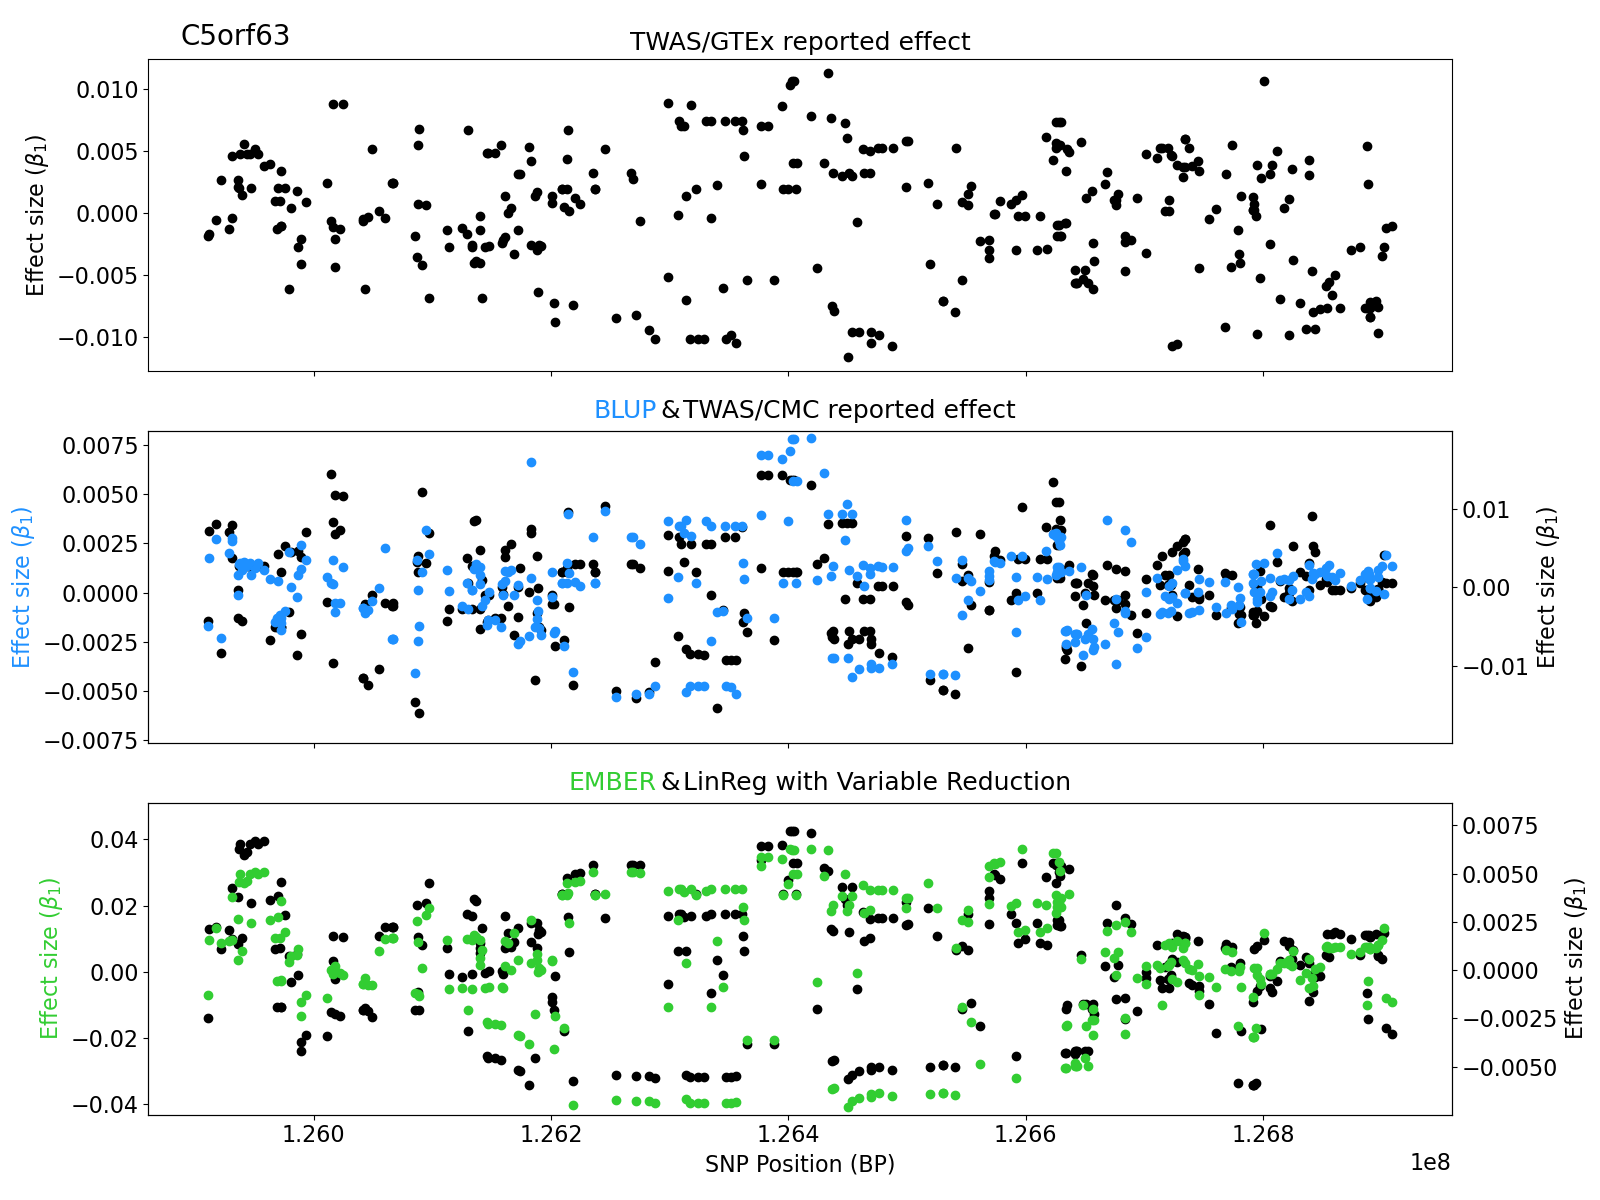 C5orf63
TWAS/GTEx reported effect
0.010
0.005
0.000
−0.005
−0.010
Effect size (β1)
BLUP & TWAS/CMC reported effect
0.0075
0.0050
0.0025
0.0000
−0.0025
−0.0050
−0.0075
Effect size (β1)
0.01
0.00
−0.01
Effect size (β1)
EMBER & LinReg with Variable Reduction
0.04
0.02
0.00
−0.02
−0.04
Effect size (β1)
0.0075
0.0050
0.0025
0.0000
−0.0025
−0.0050
Effect size (β1)
1.260 1.262 1.264 1.266 1.268
SNP Position (BP)
1e8